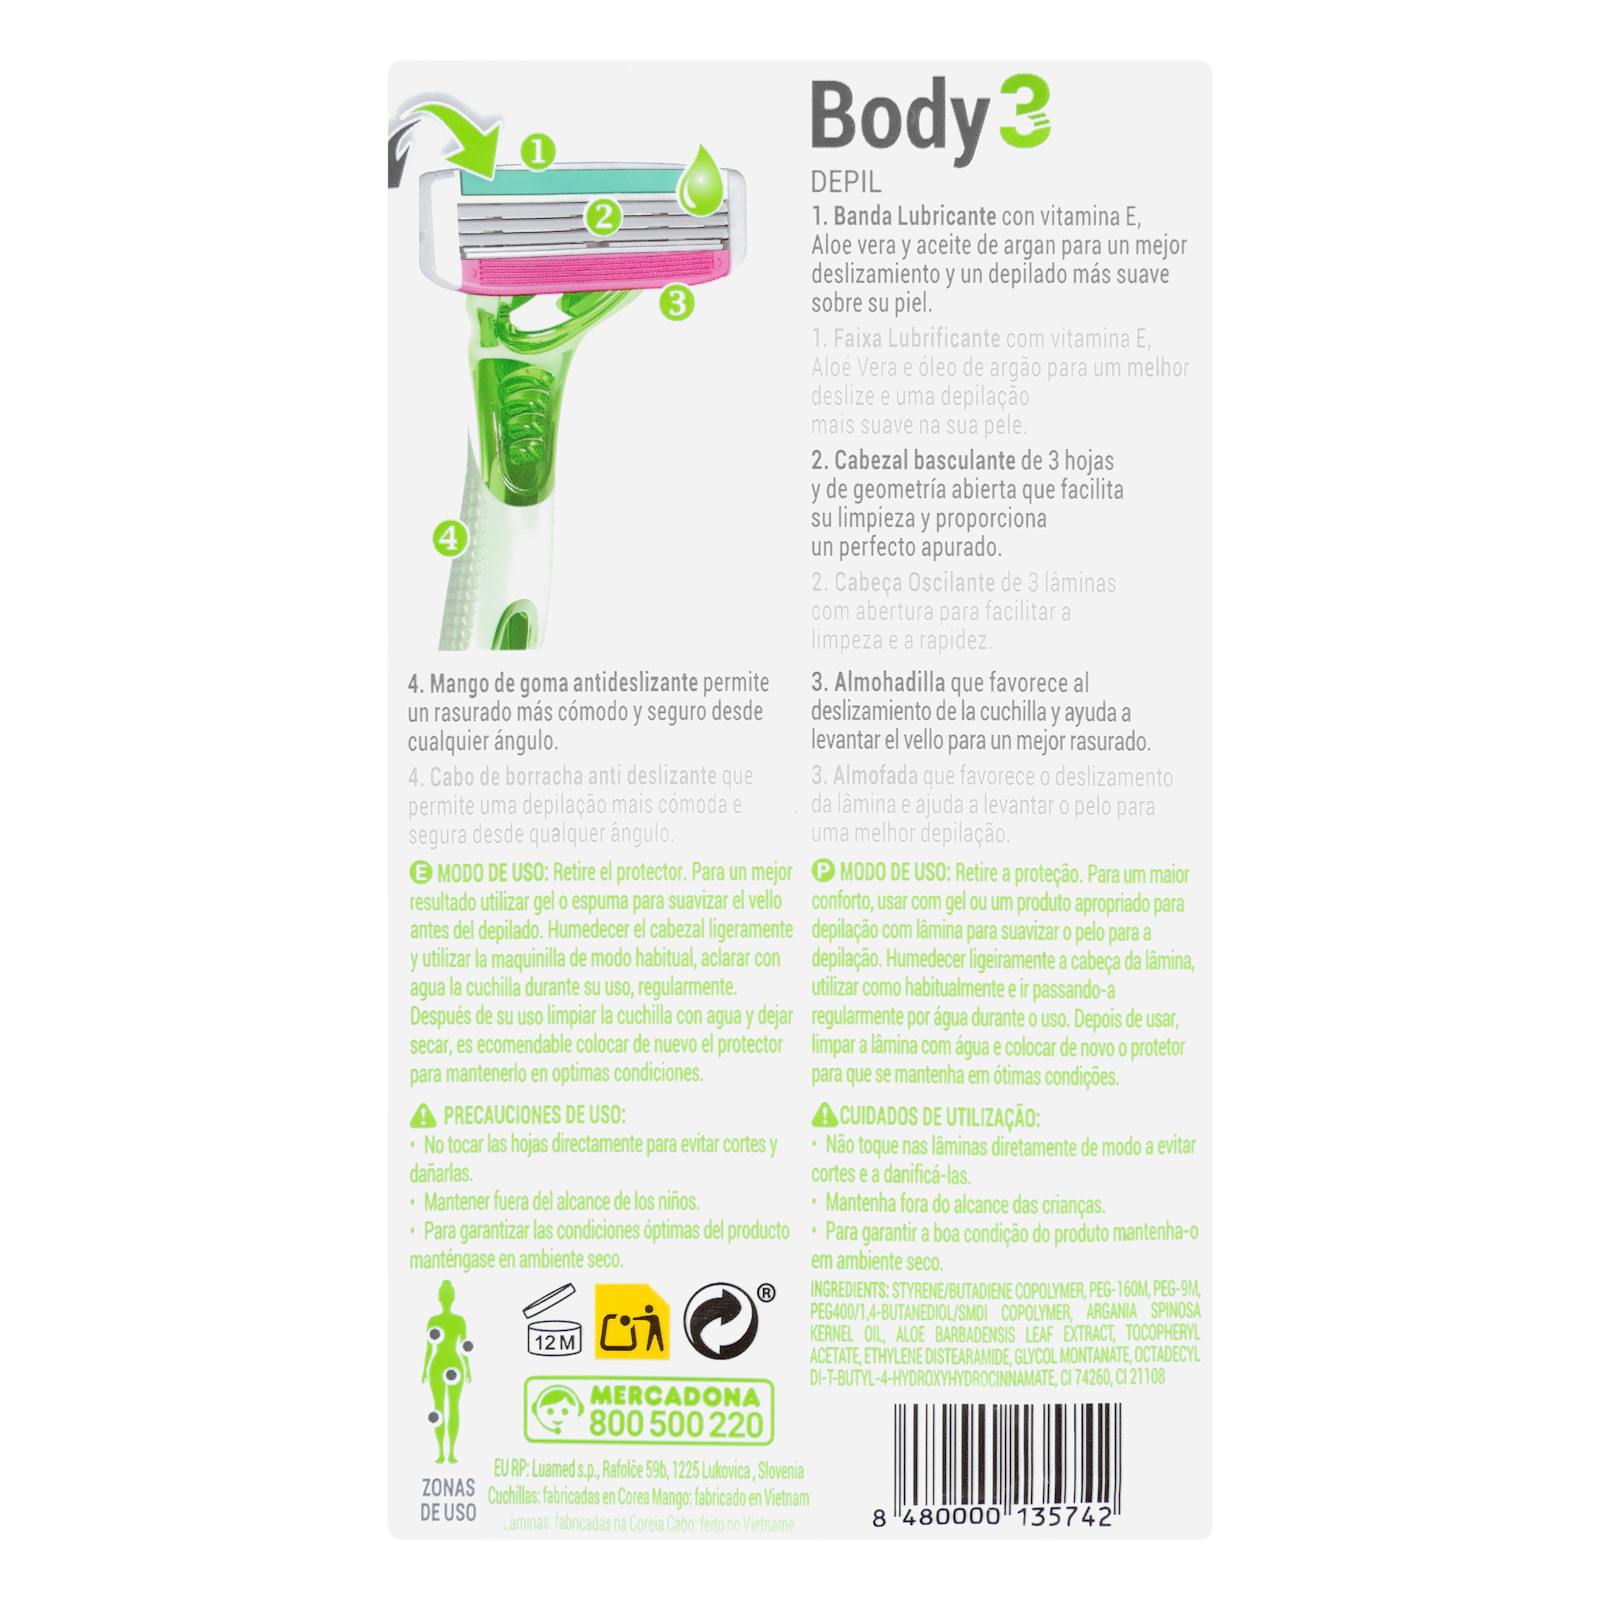 Body3
DEPIL
1
2
3
4
1. Banda Lubricante con vitamina E,
Aloe vera y aceite de argan para un mejor
deslizamiento y un depilado más suave
sobre su piel.
1. Faixa Lubrificante com vitamina E,
Aloé Vera e óleo de argão para um melhor
deslize e uma depilação
mais suave na sua pele.
2. Cabezal basculante de 3 hojas
y de geometría abierta que facilita
su limpieza y proporciona
un perfecto apurado.
2. Cabeça Oscilante de 3 lâminas
com abertura para facilitar a
limpeza e a rapidez.
3. Almohadilla que favorece al
deslizamiento de la cuchilla y ayuda a
levantar el vello para un mejor rasurado.
3. Almofada que favorece o deslizamento
da lâmina e ajuda a levantar o pelo para
uma melhor depilação.
4. Mango de goma antideslizante permite
un rasurado más cómodo y seguro desde
cualquier ángulo.
4. Cabo de borracha anti deslizante que
permite uma depilação mais cómoda e
segura desde qualquer ângulo.
E MODO DE USO: Retire el protector. Para un mejor
resultado utilizar gel o espuma para suavizar el vello
antes del depilado. Humedecer el cabezal ligeramente
y utilizar la maquinilla de modo habitual, aclarar con
agua la cuchilla durante su uso, regularmente.
Después de su uso limpiar la cuchilla con agua y dejar
secar, es ecomendable colocar de nuevo el protector
para mantenerlo en optimas condiciones.
PRECAUCIONES DE USO:
· No tocar las hojas directamente para evitar cortes y
dañarlas.
· Mantener fuera del alcance de los niños.
· Para garantizar las condiciones óptimas del producto
manténgase en ambiente seco.
P MODO DE USO: Retire a proteção. Para um maior
conforto, usar com gel ou um produto apropriado para
depilação com lâmina para suavizar o pelo para a
depilação. Humedecer ligeiramente a cabeça da lâmina,
utilizar como habitualmente e ir passando-a
regularmente por água durante o uso. Depois de usar,
limpar a lâmina com água e colocar de novo o protetor
para que se mantenha em ótimas condições.
CUIDADOS DE UTILIZAÇÃO:
· Não toque nas lâminas diretamente de modo a evitar
cortes e a danificá-las.
· Mantenha fora do alcance das crianças.
· Para garantir a boa condição do produto mantenha-o
em ambiente seco.
INGREDIENTS: STYRENE/BUTADIENE COPOLYMER, PEG-160M, PEG-9M,
PEG400/1,4-BUTANEDIOL/SMDI COPOLYMER, ARGANIA SPINOSA
KERNEL OIL, ALOE BARBADENSIS LEAF EXTRACT, TOCOPHERYL
ACETATE, ETHYLENE DISTEARAMIDE, GLYCOL MONTANATE, OCTADECYL
DI-T-BUTYL-4-HYDROXYHYDROCINNAMATE, CI 74260, CI 21108
12 M
®
MERCADONA
800 500 220
ZONAS
DE USO
EU RP: Luamed s.p., Rafolče 59b, 1225 Lukovica , Slovenia
Cuchillas: fabricadas en Corea Mango: fabricado en Vietnam
Lâminas: fabricadas na Coreia Cabo: feito no Vietname
8 480000 135742